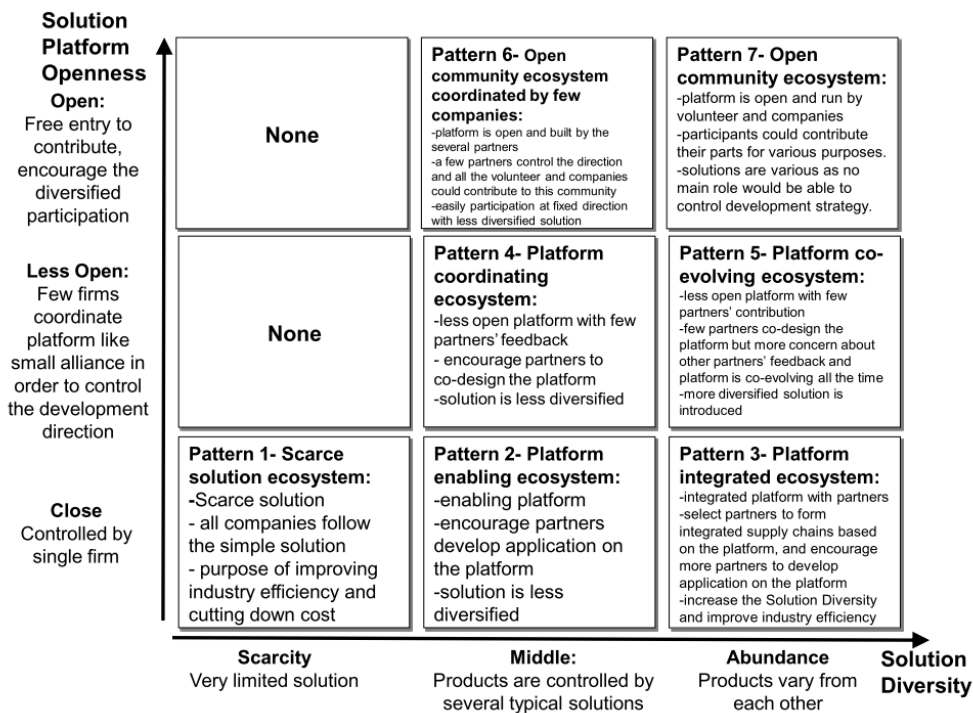 Solution
Platform
Openness
Open:
Free entry to
contribute,
encourage the
diversified
participation
None
Pattern 6- Open
community ecosystem
coordinated by few
companies:
-platform is open and built by the
several partners
-a few partners control the direction
and all the volunteer and companies
could contribute to this community
-easily participation at fixed direction
with less diversified solution
Pattern 7- Open
community ecosystem:
-platform is open and run by
volunteer and companies
-participants could contribute
their parts for various purposes.
-solutions are various as no
main role would be able to
control development strategy.
Less Open:
Few firms
coordinate
platform like
small alliance in
order to control
the development
direction
None
Pattern 4- Platform
coordinating
ecosystem:
-less open platform with few
partners' feedback
- encourage partners to
co-design the platform
-solution is less diversified
Pattern 5- Platform co-
evolving ecosystem:
-less open platform with few
partners' contribution
-few partners co-design the
platform but more concern about
other partners' feedback and
platform is co-evolving all the time
-more diversified solution is
introduced
Close
Controlled by
single firm
Pattern 1- Scarce
solution ecosystem:
-Scarce solution
- all companies follow
the simple solution
- purpose of improving
industry efficiency and
cutting down cost
Pattern 2- Platform
enabling ecosystem:
-enabling platform
-encourage partners
develop application on
the platform
-solution is less
diversified
Pattern 3- Platform
integrated ecosystem:
-integrated platform with partners
-select partners to form
integrated supply chains based
on the platform, and encourage
more partners to develop
application on the platform
-increase the Solution Diversity
and improve industry efficiency
Scarcity
Very limited solution
Middle:
Products are controlled by
several typical solutions
Abundance
Products vary from
each other
Solution
Diversity